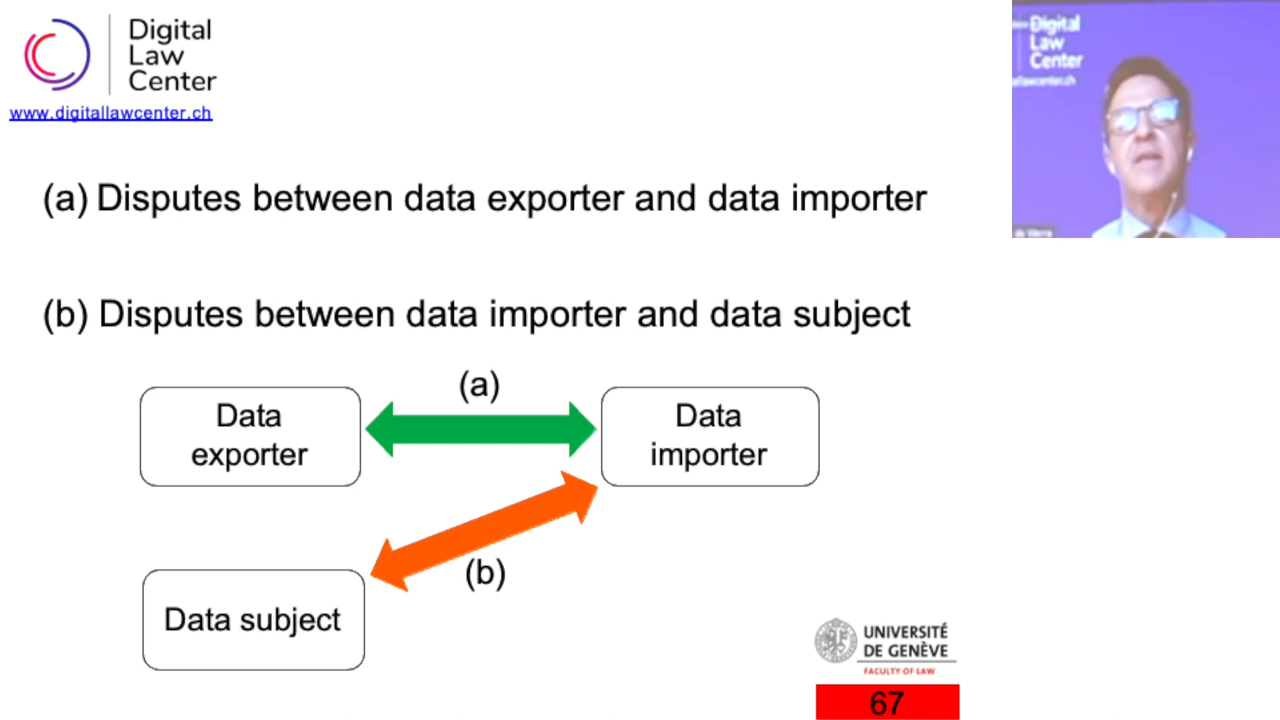 Digital
Law
Center
www.digitallawcenter.ch
Digital
Law
Center
(a) Disputes between data exporter and data importer
(b) Disputes between data importer and data subject
(a)
Data
exporter
Data
importer
(b)
Data subject
UNIVERSITÉ
DE GENÈVE
FACULTY OF LAW
67